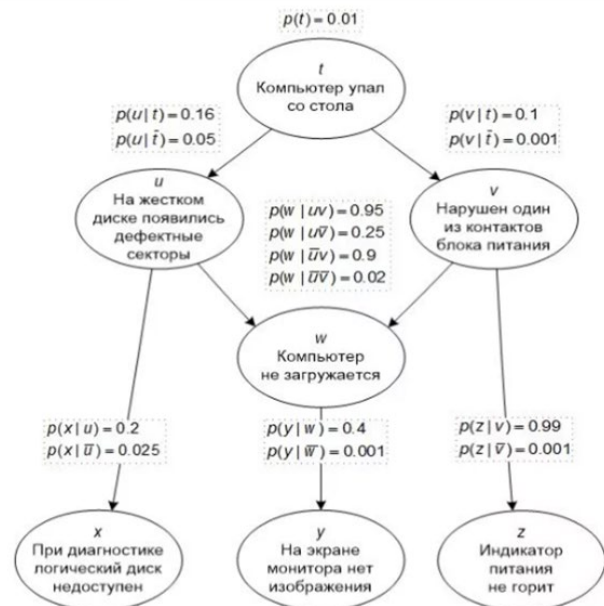 p(t) = 0.01
t
Компьютер упал
со стола
p(u | t) = 0.16
p(u | t̄) = 0.05
p(v | t) = 0.1
p(v | t̄) = 0.001
u
На жестком
диске появились
дефектные
секторы
p(w | uv) = 0.95
p(w | uv̄) = 0.25
p(w | ūv) = 0.9
p(w | ūv̄) = 0.02
v
Нарушен один
из контактов
блока питания
w
Компьютер
не загружается
p(x | u) = 0.2
p(x | ū) = 0.025
p(y | w) = 0.4
p(y | w̄) = 0.001
p(z | v) = 0.99
p(z | v̄) = 0.001
x
При диагностике
логический диск
недоступен
y
На экране
монитора нет
изображения
z
Индикатор
питания
не горит